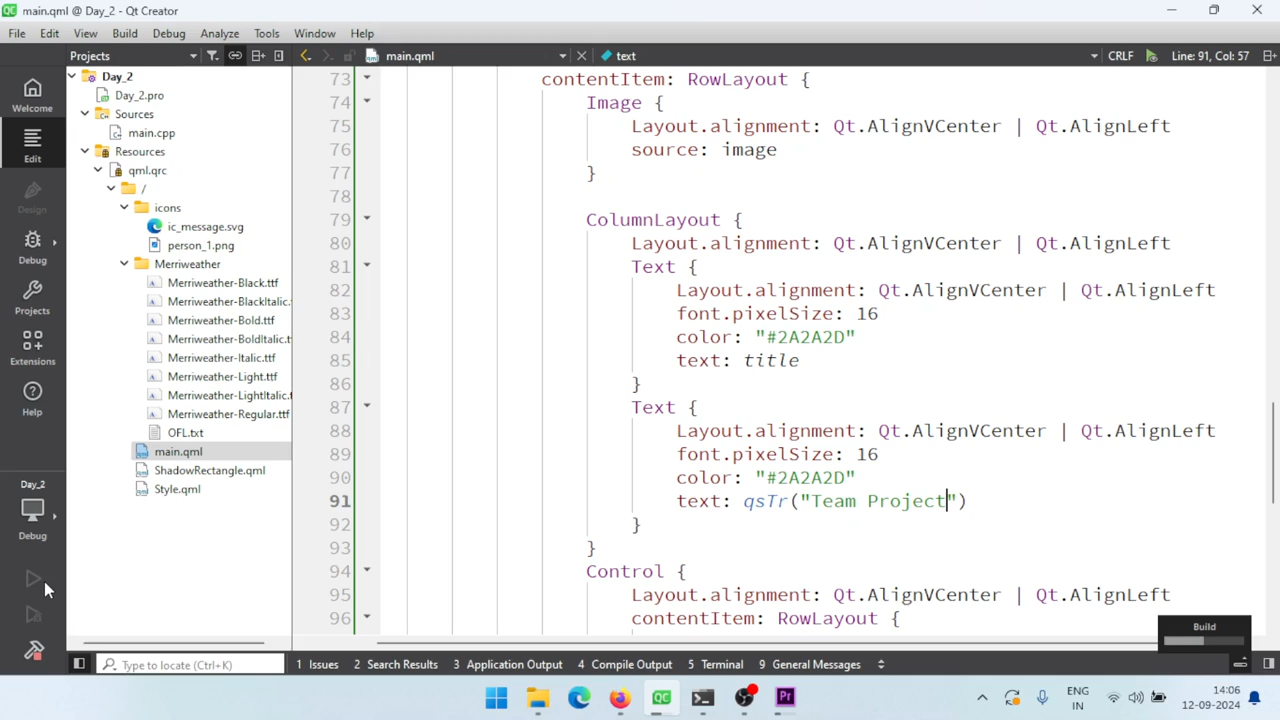 main.qml @ Day_2 - Qt Creator
File Edit View Build Debug Analyze Tools Window Help
Projects main.qml text CRLF Line: 91, Col: 57
Welcome
Edit
Design
Debug
Projects
Extensions
Help
Day_2
Debug
Day_2
Day_2.pro
Sources
main.cpp
Resources
qml.qrc
/
icons
ic_message.svg
person_1.png
Merriweather
Merriweather-Black.ttf
Merriweather-BlackItalic.
Merriweather-Bold.ttf
Merriweather-BoldItalic.t
Merriweather-Italic.ttf
Merriweather-Light.ttf
Merriweather-LightItalic.t
Merriweather-Regular.ttf
OFL.txt
main.qml
ShadowRectangle.qml
Style.qml
73 contentItem: RowLayout {
74 Image {
75 Layout.alignment: Qt.AlignVCenter | Qt.AlignLeft
76 source: image
77 }
78
79 ColumnLayout {
80 Layout.alignment: Qt.AlignVCenter | Qt.AlignLeft
81 Text {
82 Layout.alignment: Qt.AlignVCenter | Qt.AlignLeft
83 font.pixelSize: 16
84 color: "#2A2A2D"
85 text: title
86 }
87 Text {
88 Layout.alignment: Qt.AlignVCenter | Qt.AlignLeft
89 font.pixelSize: 16
90 color: "#2A2A2D"
91 text: qsTr("Team Project")
92 }
93 }
94 Control {
95 Layout.alignment: Qt.AlignVCenter | Qt.AlignLeft
96 contentItem: RowLayout {
Build
Type to locate (Ctrl+K) 1 Issues 2 Search Results 3 Application Output 4 Compile Output 5 Terminal 9 General Messages
ENG
IN
14:06
12-09-2024